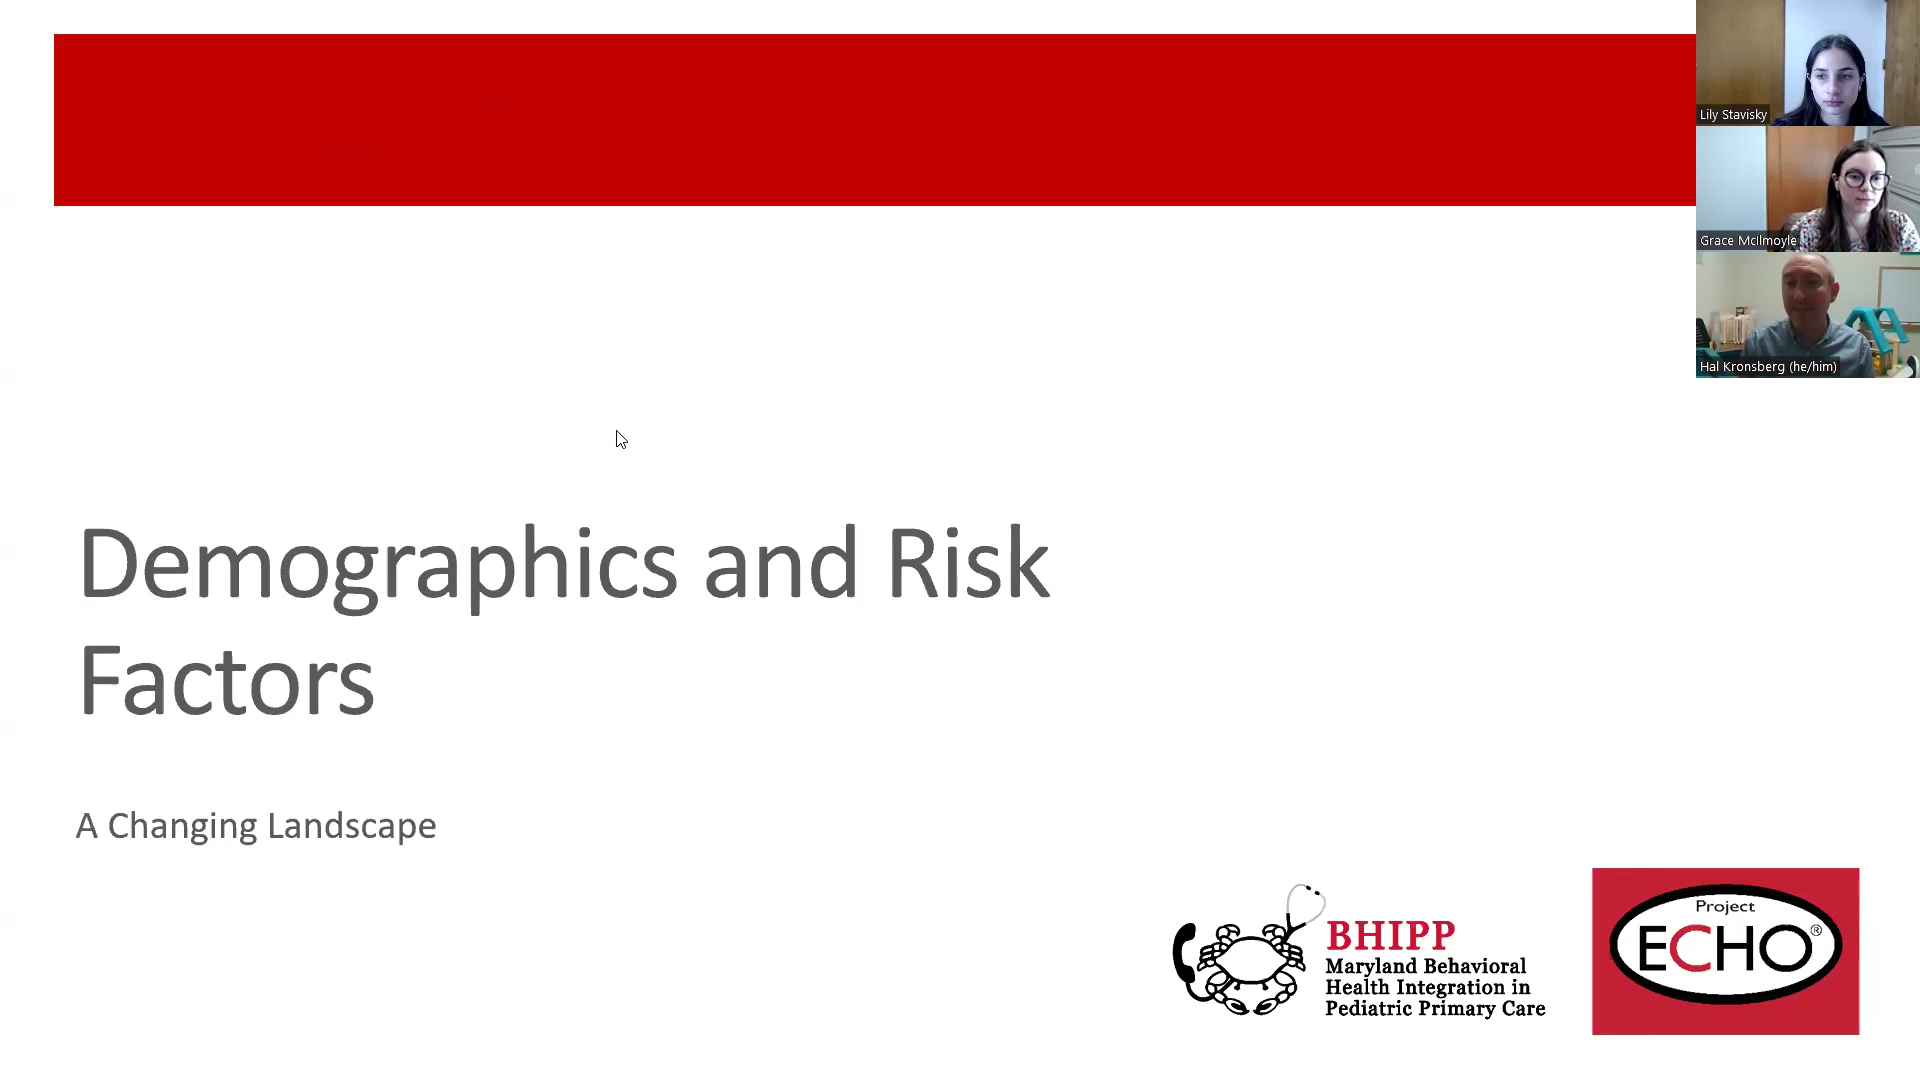 Lily Stavisky
Grace McIlmoyle
Hal Kronsberg (he/him)
Demographics and Risk
Factors
A Changing Landscape
BHIPP
Maryland Behavioral
Health Integration in
Pediatric Primary Care
Project
ECHO®